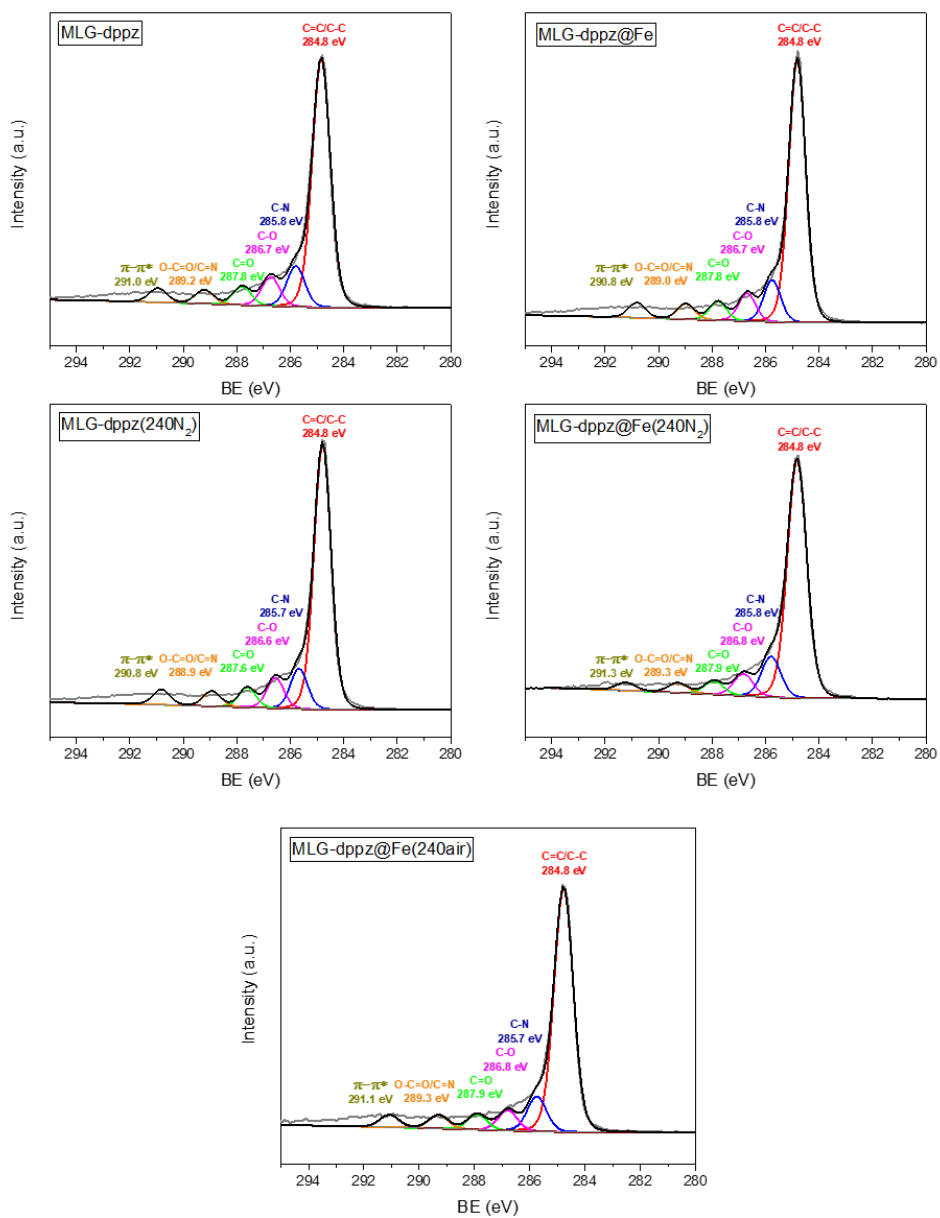 MLG-dppz
C=C/C-C
284.8 eV
C-N
285.8 eV
C-O
286.7 eV
C=O
287.8 eV
O-C=O/C=N
289.2 eV
π-π*
291.0 eV
Intensity (a.u.)
294 292 290 288 286 284 282 280
BE (eV)
MLG-dppz@Fe
C=C/C-C
284.8 eV
C-N
285.8 eV
C-O
286.7 eV
C=O
287.8 eV
O-C=O/C=N
289.0 eV
π-π*
290.8 eV
Intensity (a.u.)
294 292 290 288 286 284 282 280
BE (eV)
MLG-dppz(240N₂)
C=C/C-C
284.8 eV
C-N
285.7 eV
C-O
286.6 eV
C=O
287.6 eV
O-C=O/C=N
288.9 eV
π-π*
290.8 eV
Intensity (a.u.)
294 292 290 288 286 284 282 280
BE (eV)
MLG-dppz@Fe(240N₂)
C=C/C-C
284.8 eV
C-N
285.8 eV
C-O
286.8 eV
C=O
287.9 eV
O-C=O/C=N
289.3 eV
π-π*
291.3 eV
Intensity (a.u.)
294 292 290 288 286 284 282 280
BE (eV)
MLG-dppz@Fe(240air)
C=C/C-C
284.8 eV
C-N
285.7 eV
C-O
286.8 eV
C=O
287.9 eV
O-C=O/C=N
289.3 eV
π-π*
291.1 eV
Intensity (a.u.)
294 292 290 288 286 284 282 280
BE (eV)